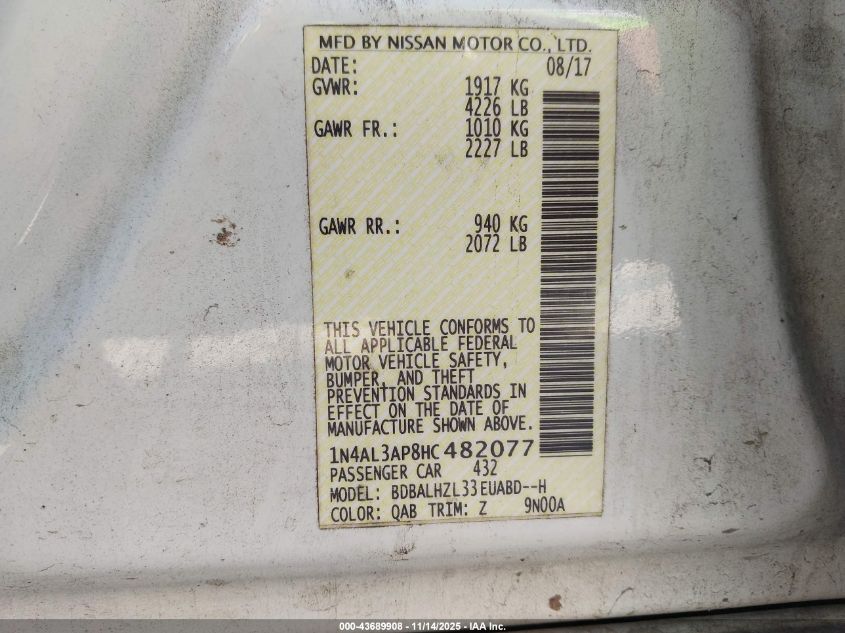 MFD BY NISSAN MOTOR CO., LTD.
DATE: 08/17
GVWR: 1917 KG
4226 LB
GAWR FR.: 1010 KG
2227 LB
GAWR RR.: 940 KG
2072 LB
THIS VEHICLE CONFORMS TO
ALL APPLICABLE FEDERAL
MOTOR VEHICLE SAFETY,
BUMPER, AND THEFT
PREVENTION STANDARDS IN
EFFECT ON THE DATE OF
MANUFACTURE SHOWN ABOVE.
1N4AL3AP8HC482077
PASSENGER CAR 432
MODEL: BDBALHZL33EUABD--H
COLOR: QAB TRIM: Z 9N00A
000-43689908 - 11/14/2025 - IAA Inc.